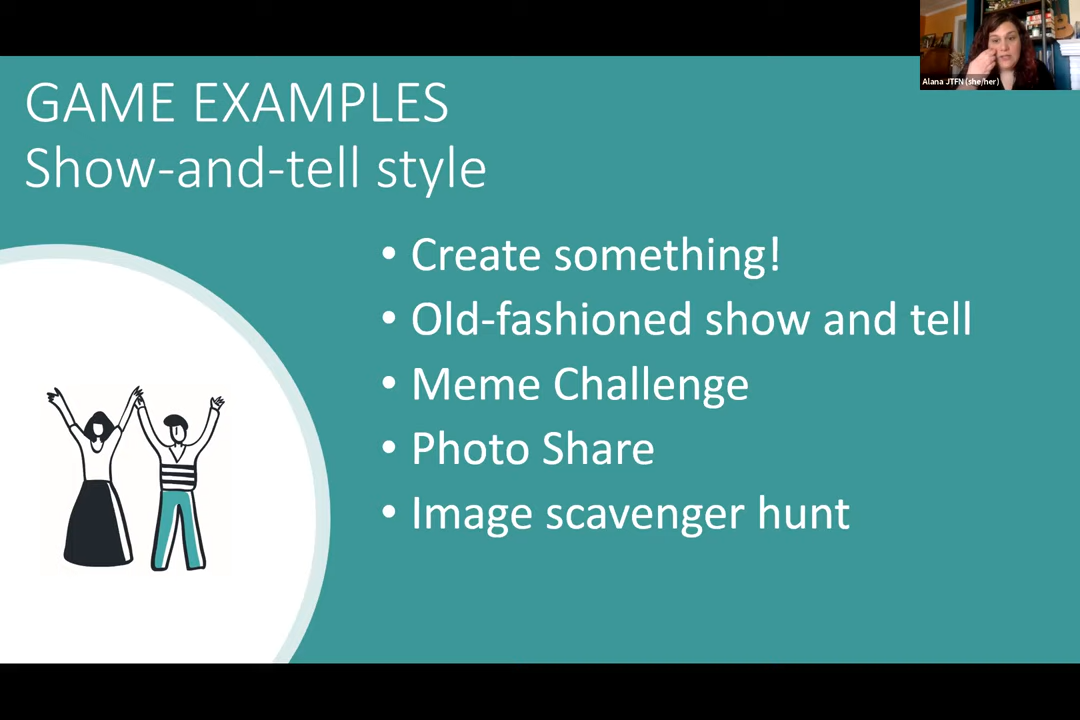 GAME EXAMPLES
Show-and-tell style
• Create something!
• Old-fashioned show and tell
• Meme Challenge
• Photo Share
• Image scavenger hunt
Alana JTFN (she/her)